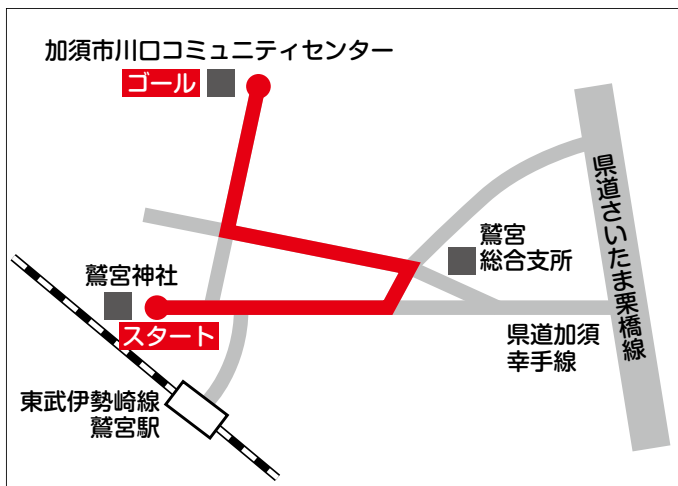 加須市川口コミュニティセンター
ゴール
鷲宮
総合支所
鷲宮神社
スタート
県道さいたま栗橋線
県道加須
幸手線
東武伊勢崎線
鷲宮駅